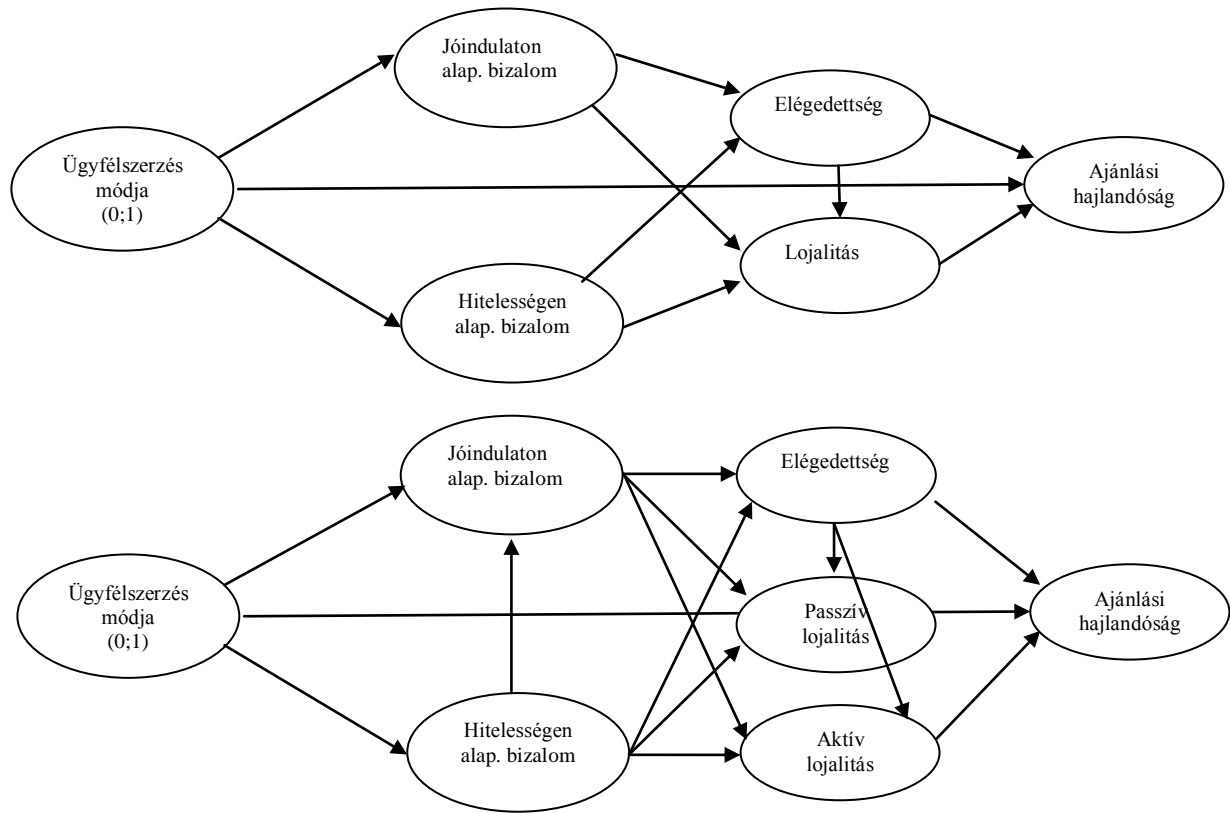 Jóindulaton
alap. bizalom
Elégedettség
Ügyfélszerzés
módja
(0;1)
Ajánlási
hajlandóság
Lojalitás
Hitelességen
alap. bizalom
Jóindulaton
alap. bizalom
Elégedettség
Ügyfélszerzés
módja
(0;1)
Passzív
lojalitás
Ajánlási
hajlandóság
Hitelességen
alap. bizalom
Aktív
lojalitás